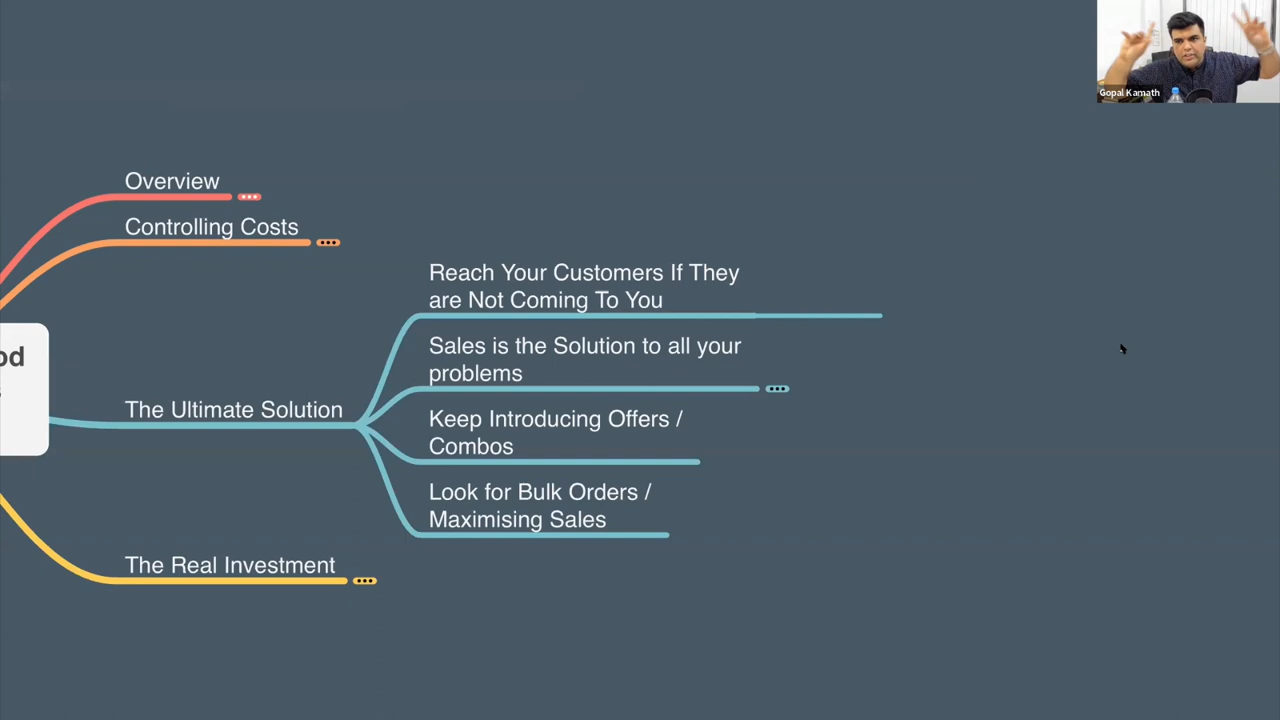 Gopal Kamath
Overview
Controlling Costs
Reach Your Customers If They
are Not Coming To You
Sales is the Solution to all your
problems
od
The Ultimate Solution
Keep Introducing Offers /
Combos
Look for Bulk Orders /
Maximising Sales
The Real Investment